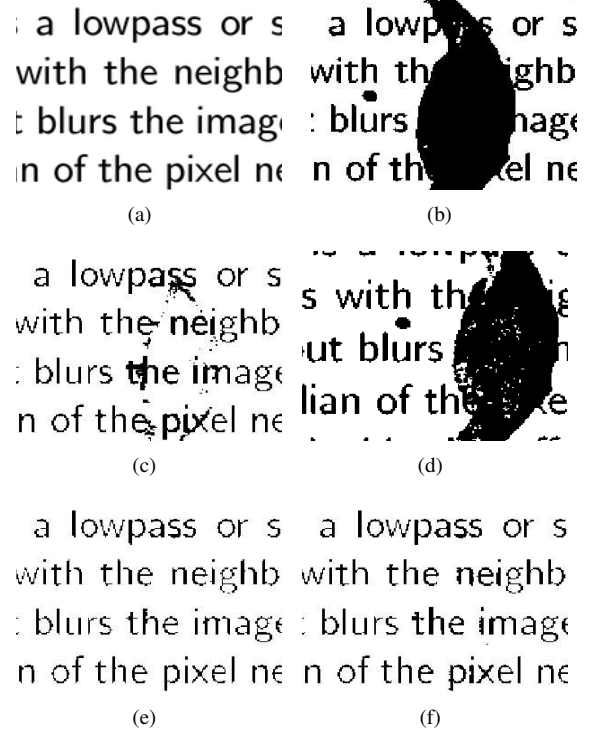 a lowpass or s
with the neighb
t blurs the image
n of the pixel ne
(a)
a lowp s or s
with th ighb
: blurs nage
n of th el ne
(b)
a lowpass or s
with the neighb
: blurs the image
n of the pixel ne
(c)
s with th ig
out blurs
lian of th e
(d)
a lowpass or s
with the neighb
: blurs the image
n of the pixel ne
(e)
a lowpass or s
with the neighb
: blurs the image
n of the pixel ne
(f)